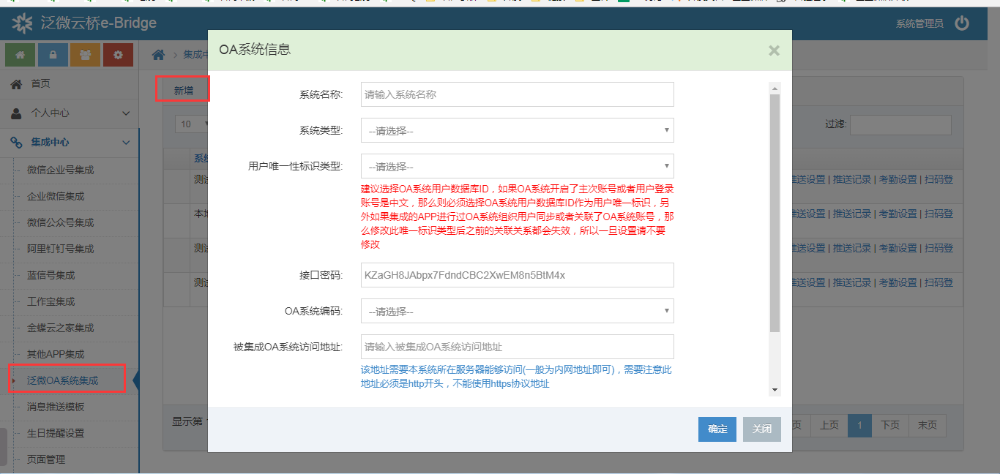 泛微云桥e-Bridge
系统管理员
首页
个人中心
集成中心
微信企业号集成
企业微信集成
微信公众号集成
阿里钉钉号集成
蓝信号集成
工作宝集成
金蝶云之家集成
其他APP集成
泛微OA系统集成
消息推送模板
生日提醒设置
页面管理
集成中
新增
10
过滤:
系统
测试
推送设置 | 推送记录 | 考勤设置 | 扫码登
本地
推送设置 | 推送记录 | 考勤设置 | 扫码登
测试
推送设置 | 推送记录 | 考勤设置 | 扫码登
测试
推送设置 | 推送记录 | 考勤设置 | 扫码登
显示第
页 上页 1 下页 末页
OA系统信息
×
系统名称: 请输入系统名称
系统类型: --请选择--
用户唯一性标识类型: --请选择--
建议选择OA系统用户数据库ID，如果OA系统开启了主次账号或者用户登录
账号是中文，那么则必须选择OA系统用户数据库ID作为用户唯一标识，另
外如果集成的APP进行过OA系统组织用户同步或者关联了OA系统账号，那
么修改此唯一标识类型后之前的关联关系都会失效，所以一旦设置请不要
修改
接口密码: KZaGH8JAbpx7FdndCBC2XwEM8n5BtM4x
OA系统编码: --请选择--
被集成OA系统访问地址: 请输入被集成OA系统访问地址
该地址需要本系统所在服务器能够访问(一般为内网地址即可)，需要注意此
地址必须是http开头，不能使用https协议地址
确定 关闭